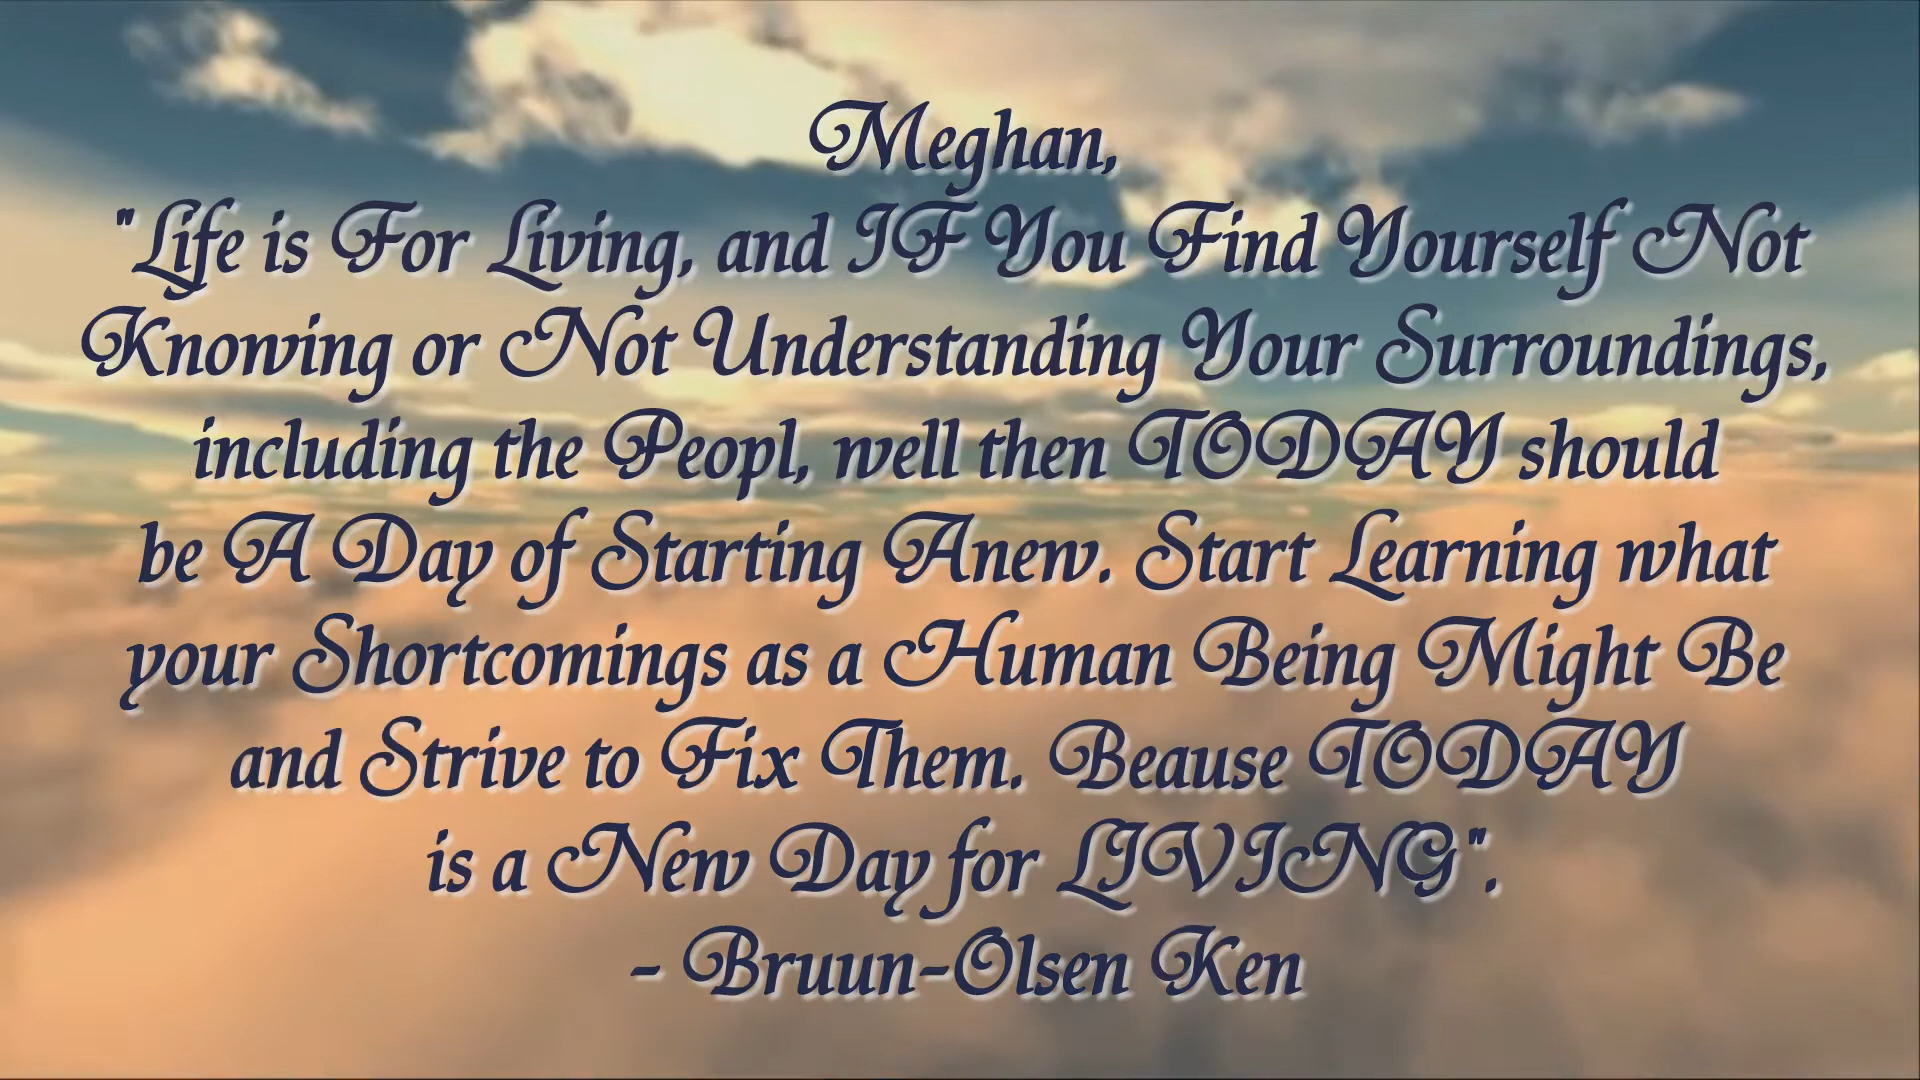 Meghan,
"Life is For Living, and IF You Find Yourself Not
Knowing or Not Understanding Your Surroundings,
including the Peopl, well then TODAY should
be A Day of Starting Anew. Start Learning what
your Shortcomings as a Human Being Might Be
and Strive to Fix Them. Beause TODAY
is a New Day for LIVING".
- Bruun-Olsen Ken